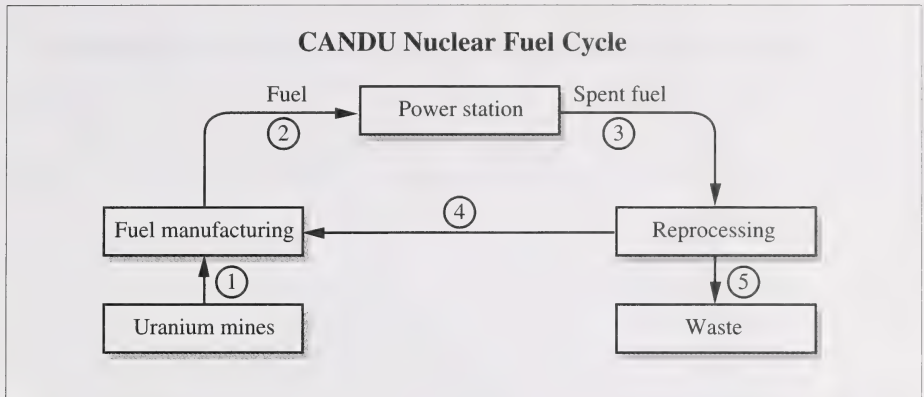 CANDU Nuclear Fuel Cycle
Fuel
Power station
Spent fuel
2
3
4
Fuel manufacturing
Reprocessing
1
5
Uranium mines
Waste